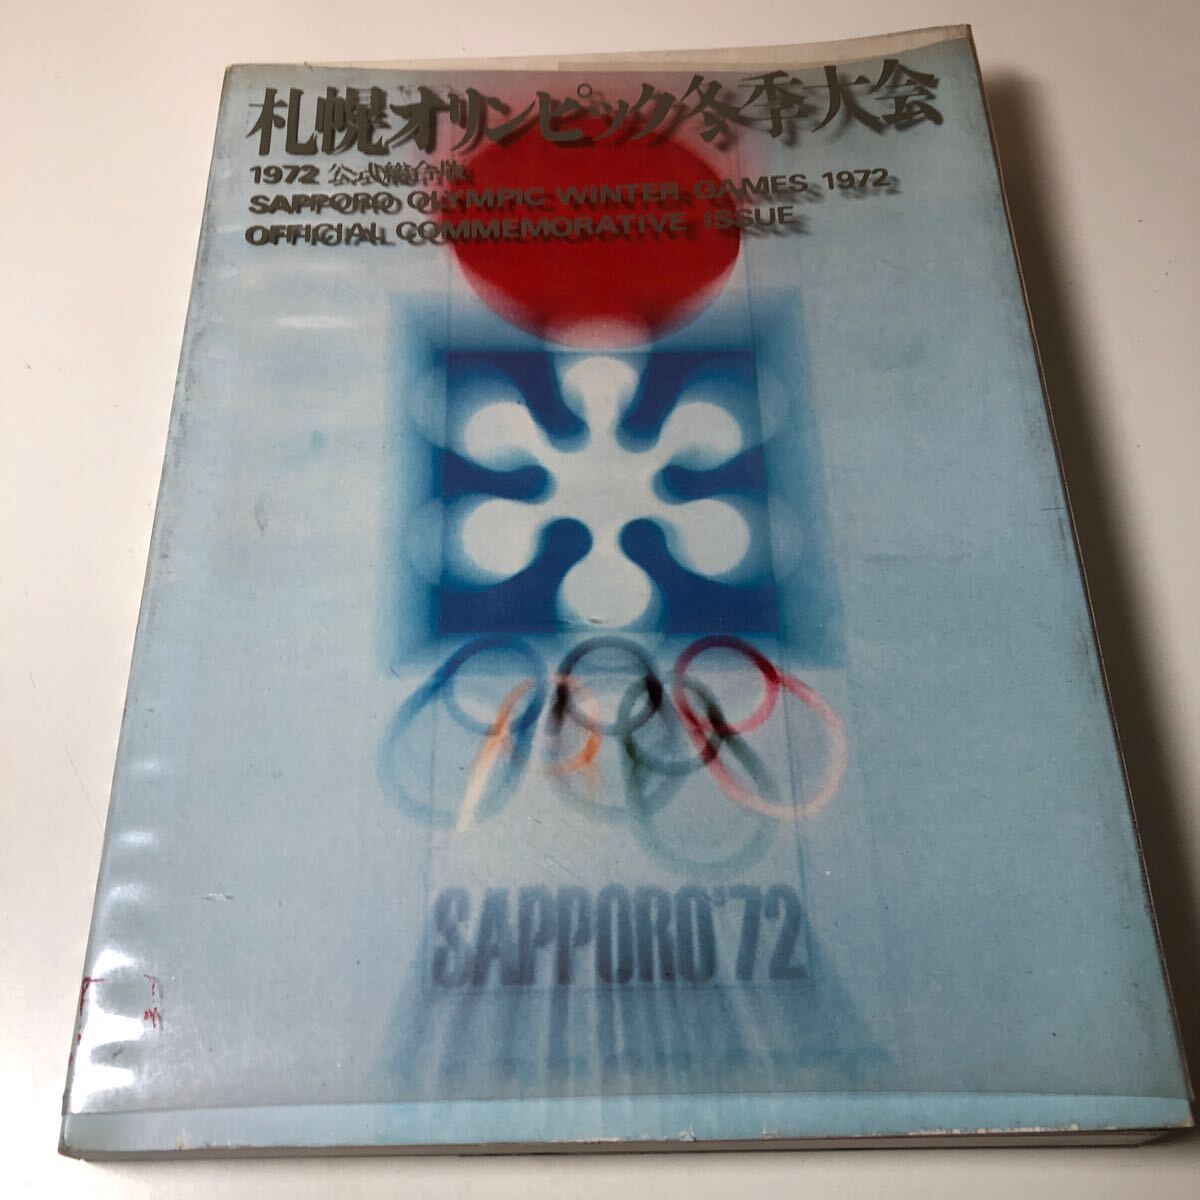 札幌オリンピック冬季大会
1972 公式総合版
SAPPORO OLYMPIC WINTER GAMES 1972
OFFICIAL COMMEMORATIVE ISSUE
SAPPORO'72